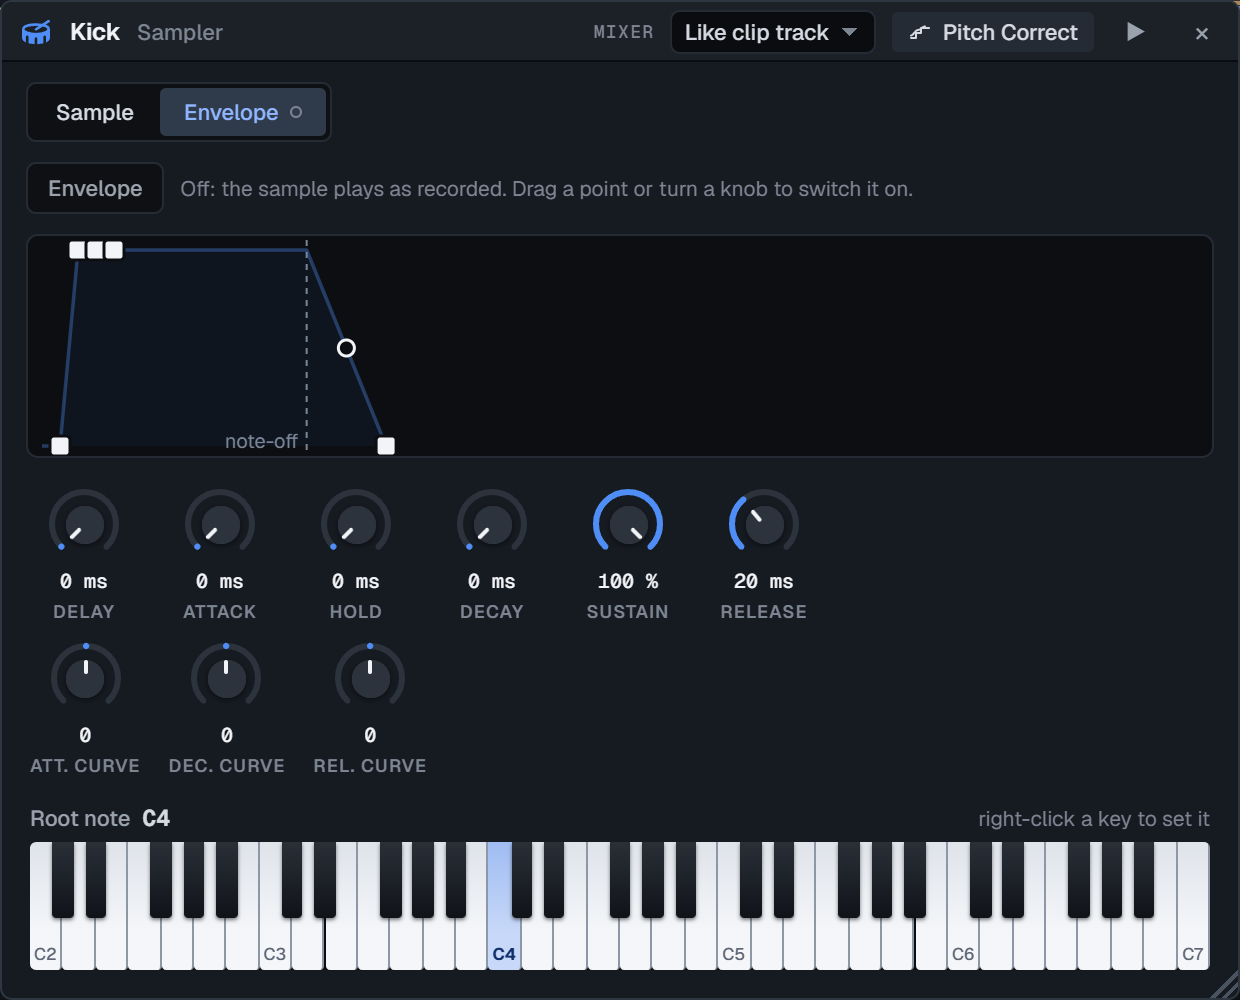 Kick Sampler MIXER Like clip track Pitch Correct
Sample Envelope
Envelope Off: the sample plays as recorded. Drag a point or turn a knob to switch it on.
note-off
0 ms 0 ms 0 ms 0 ms 100 % 20 ms
DELAY ATTACK HOLD DECAY SUSTAIN RELEASE
0 0 0
ATT. CURVE DEC. CURVE REL. CURVE
Root note C4 right-click a key to set it
C2 C3 C4 C5 C6 C7